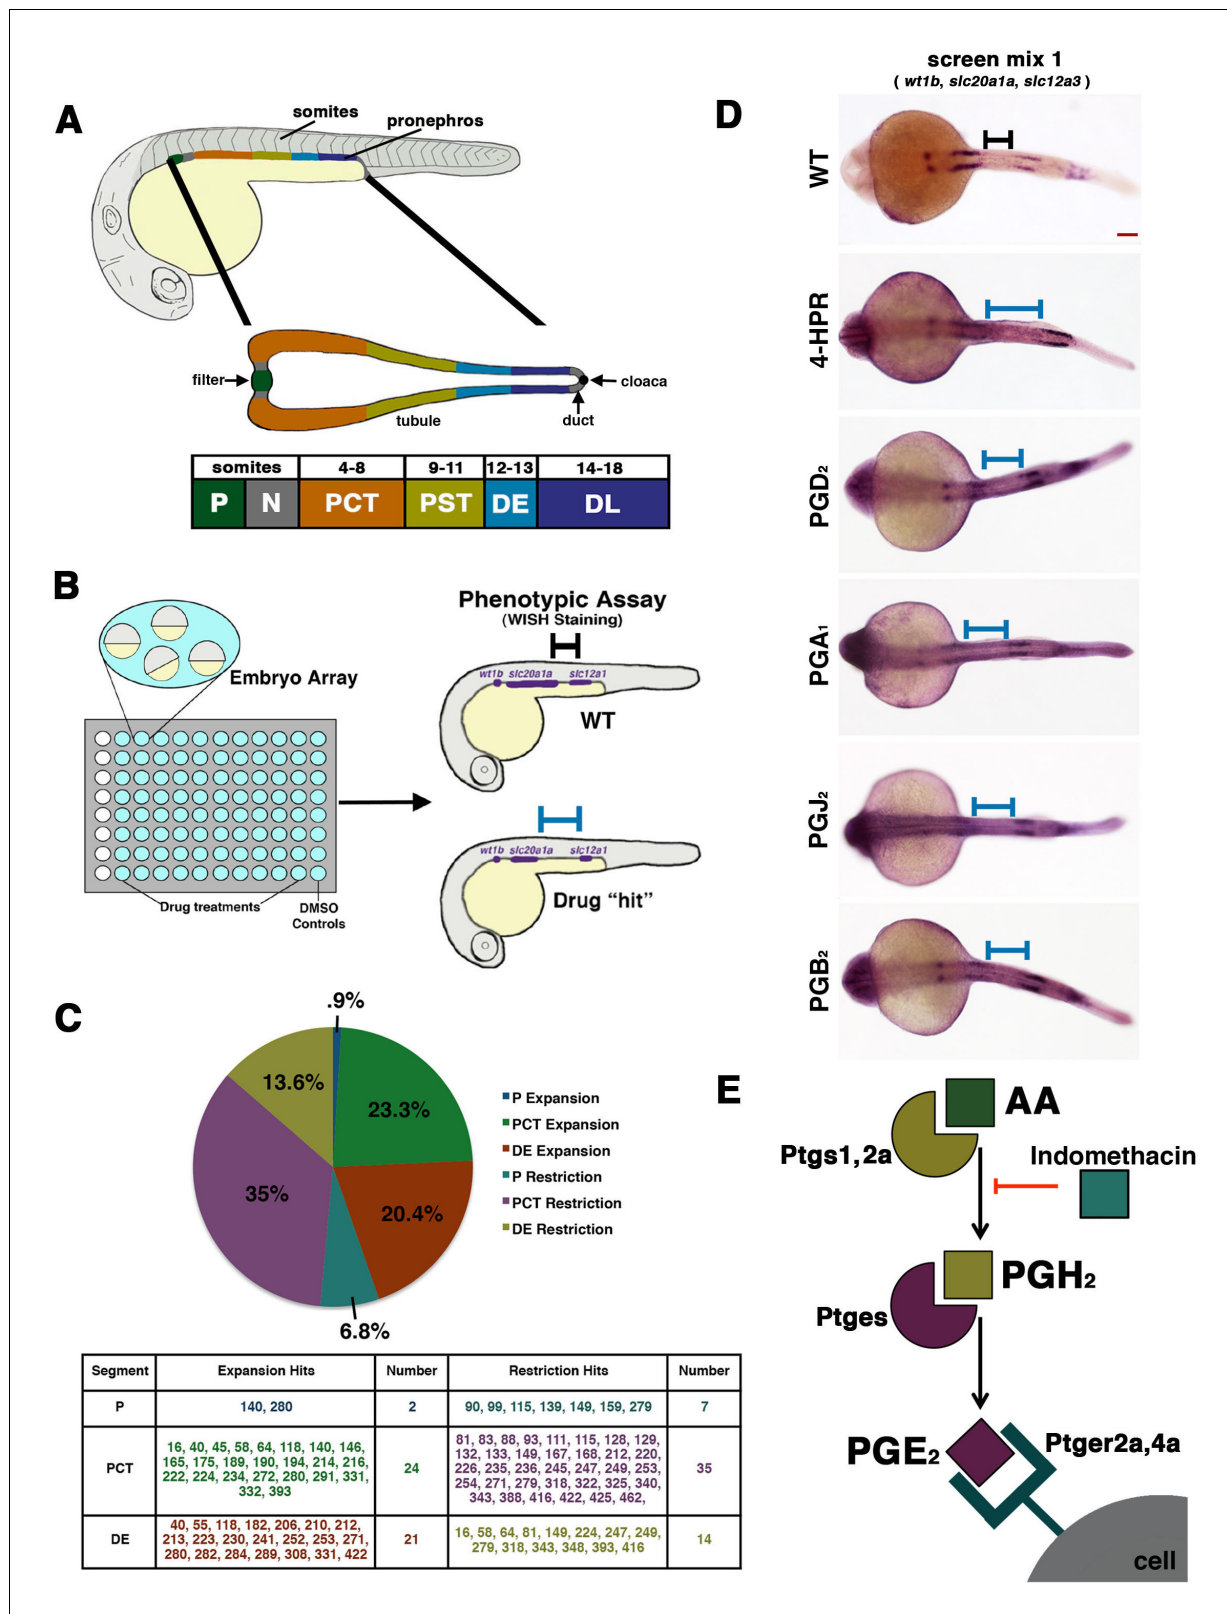 A
somites
pronephros
filter
cloaca
tubule
duct
somites 4-8 9-11 12-13 14-18
P N PCT PST DE DL
B
Embryo Array
Drug treatments
DMSO
Controls
Phenotypic Assay
(WISH Staining)
wt1b slc20a1a slc12a1
WT
wt1b slc20a1a slc12a1
Drug “hit”
C
.9%
23.3%
20.4%
6.8%
35%
13.6%
P Expansion
PCT Expansion
DE Expansion
P Restriction
PCT Restriction
DE Restriction
Segment Expansion Hits Number Restriction Hits Number
P 140, 280 2 90, 99, 115, 139, 149, 159, 279 7
PCT
16, 40, 45, 58, 64, 118, 140, 146,
165, 175, 189, 190, 194, 214, 216,
222, 224, 234, 272, 280, 291, 331,
332, 393
24
81, 83, 88, 93, 111, 115, 128, 129,
132, 133, 149, 167, 168, 212, 220,
226, 235, 236, 245, 247, 249, 253,
254, 271, 279, 318, 322, 325, 340,
343, 388, 416, 422, 425, 462,
35
DE
40, 55, 118, 182, 206, 210, 212,
213, 223, 230, 241, 252, 253, 271,
280, 282, 284, 289, 308, 331, 422
21
16, 58, 64, 81, 149, 224, 247, 249,
279, 318, 343, 348, 393, 416
14
D
screen mix 1
( wt1b, slc20a1a, slc12a3 )
WT
4-HPR
PGD2
PGA1
PGJ2
PGB2
E
AA
Ptgs1,2a
Indomethacin
PGH2
Ptges
PGE2
Ptger2a,4a
cell